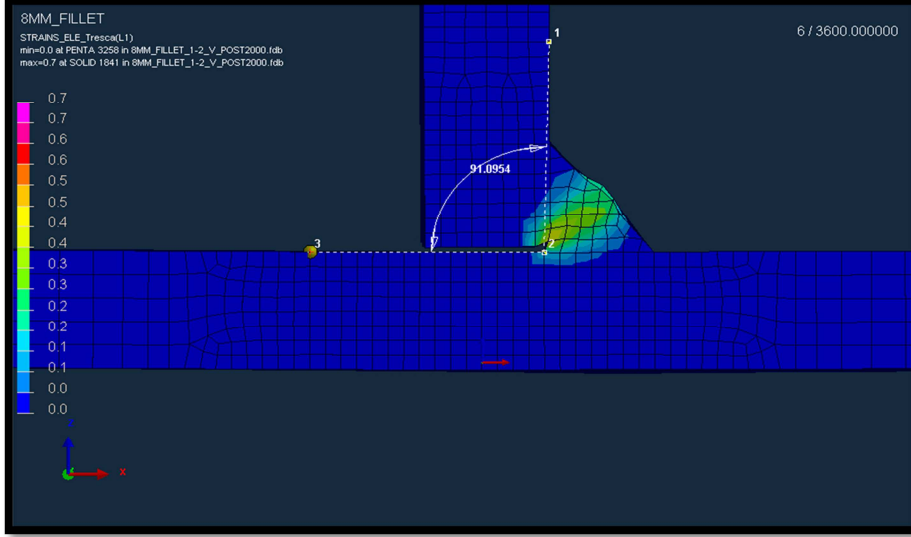 8MM_FILLET
STRAINS_ELE_Tresca(L1)
min=0.0 at PENTA 3258 in 8MM_FILLET_1-2_V_POST2000.fdb
max=0.7 at SOLID 1841 in 8MM_FILLET_1-2_V_POST2000.fdb
6 / 3600.000000
0.7
0.7
0.6
0.6
0.5
0.5
0.4
0.4
0.3
0.3
0.2
0.2
0.1
0.1
0.0
0.0
1
91.0954
3
2
z
x